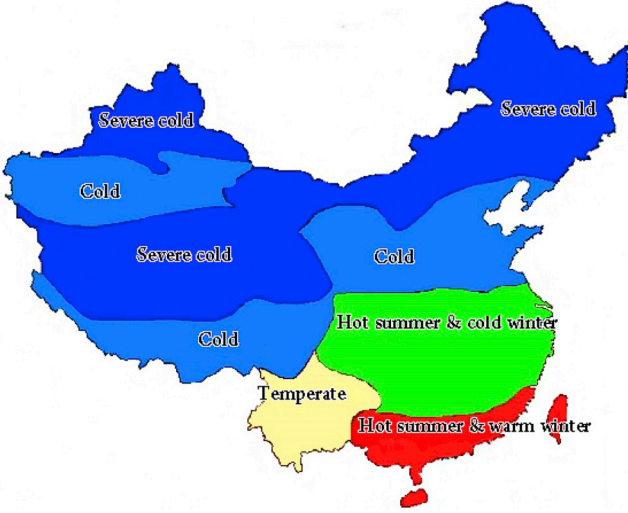 Severe cold
Severe cold
Cold
Severe cold
Cold
Hot summer & cold winter
Cold
Temperate
Hot summer & warm winter